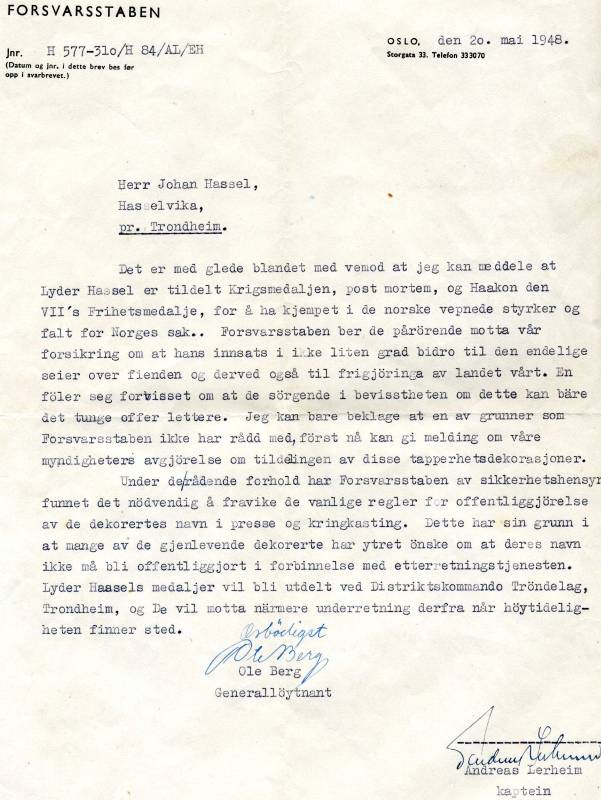 FORSVARSSTABEN
Jnr. H 577-31o/H 84/AL/EH
(Datum og jnr. i dette brev bes før
opp i svarbrevet.)
OSLO, den 2o. mai 1948.
Storgata 33. Telefon 333070
Herr Johan Hassel,
Hasselvika,
pr. Trondheim.
Det er med glede blandet med vemod at jeg kan meddele at
Lyder Hassel er tildelt Krigsmedaljen, post mortem, og Haakon den
VII's Frihetsmedalje, for å ha kjempet i de norske vepnede styrker og
falt for Norges sak.. Forsvarsstaben ber de pårörende motta vår
forsikring om at hans innsats i ikke liten grad bidro til den endelige
seier over fienden og derved også til frigjöringa av landet vårt. En
föler seg forvisset om at de sörgende i bevisstheten om dette kan bäre
det tunge offer lettere. Jeg kan bare beklage at en av grunner som
Forsvarsstaben ikke har rådd med, först nå kan gi melding om våre
myndigheters avgjörelse om tildelingen av disse tapperhetsdekorasjoner.
Under de/rådende forhold har Forsvarsstaben av sikkerhetshensyn
funnet det nödvendig å fravike de vanlige regler for offentliggjörelse
av de dekorertes navn i presse og kringkasting. Dette har sin grunn i
at mange av de gjenlevende dekorerte har ytret önske om at deres navn
ikke må bli offentliggjort i forbinnelse med etterretningstjenesten.
Lyder Haasels medaljer vil bli utdelt ved Distriktskommando Tröndelag,
Trondheim, og De vil motta närmere underretning derfra når höytidelig-
heten finner sted.
Ærbödigst
Ole Berg
Ole Berg
Generallöytnant
Andreas Lerheim
kaptein